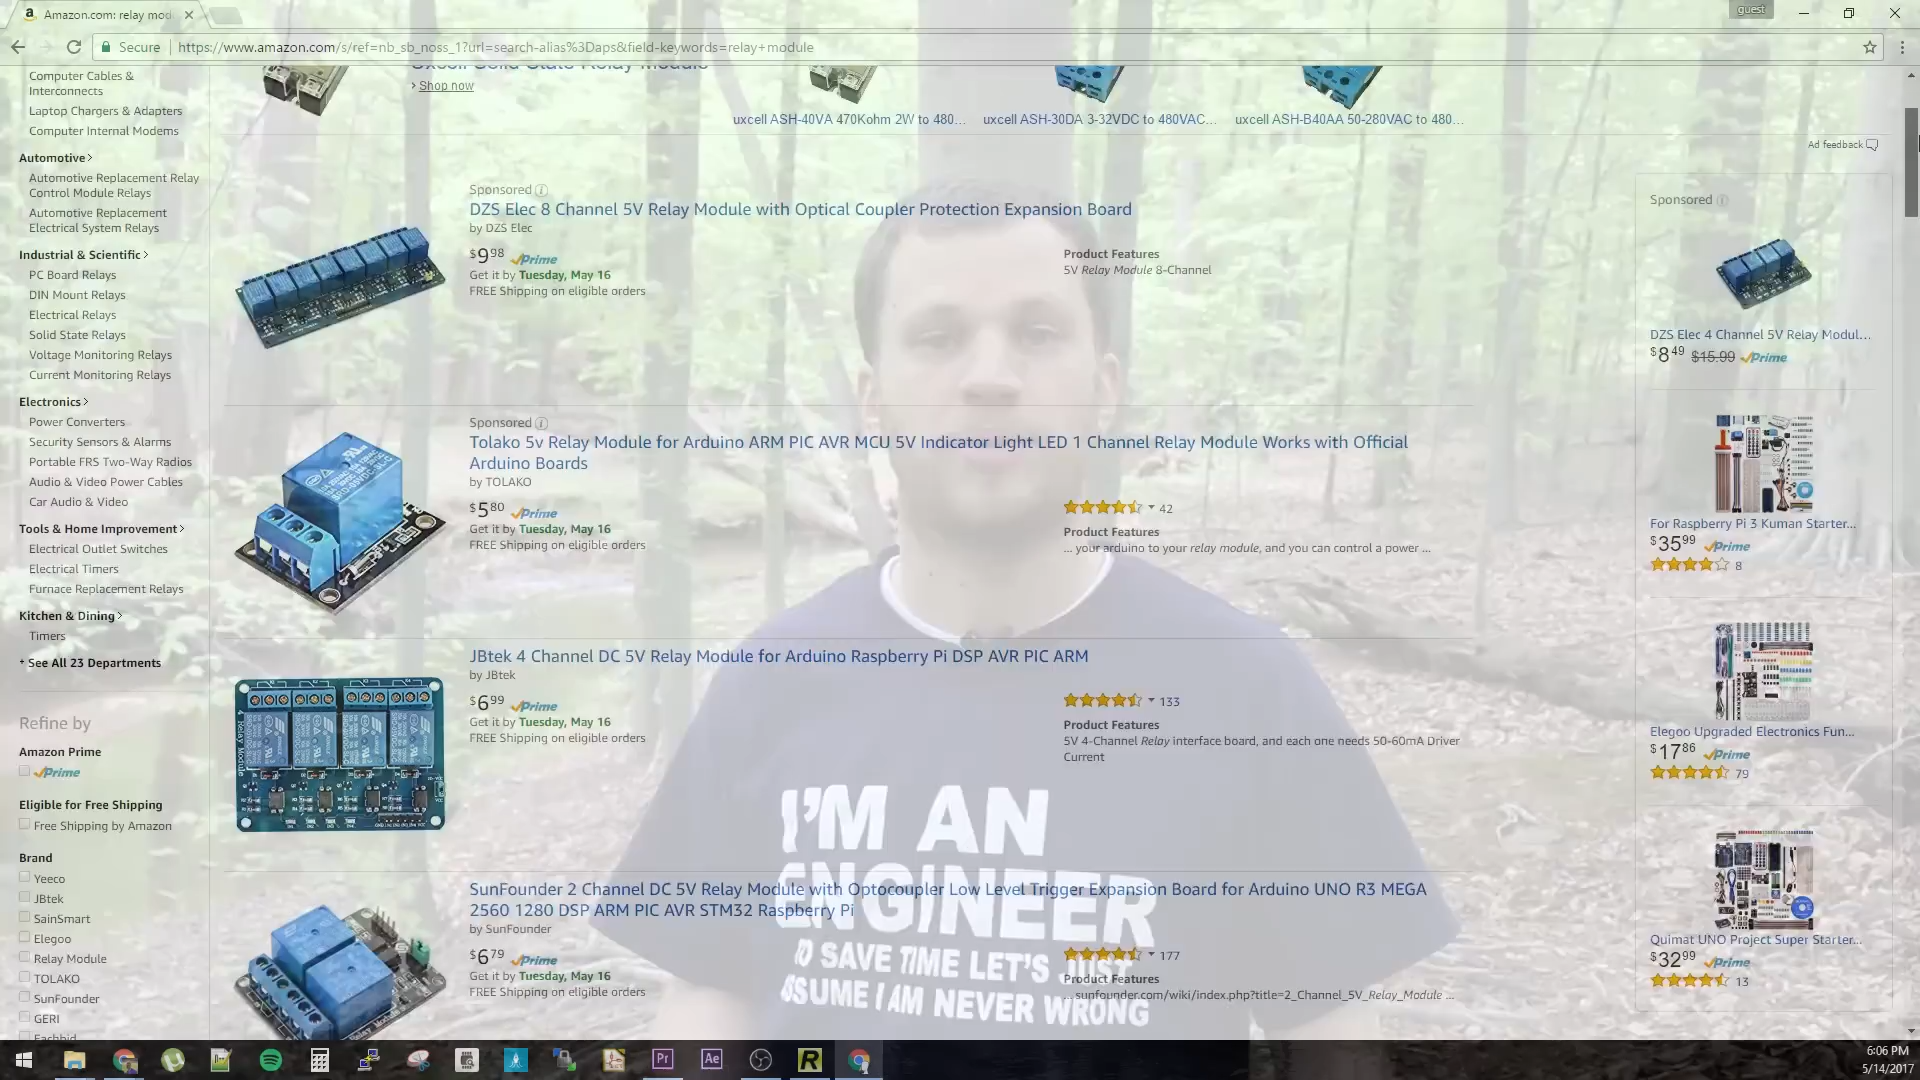 Amazon.com: relay mod
guest
Secure
https://www.amazon.com/s/ref=nb_sb_noss_1?url=search-alias%3Daps&field-keywords=relay+module
Computer Cables &
Interconnects
Laptop Chargers & Adapters
Computer Internal Modems
Automotive
Automotive Replacement Relay
Control Module Relays
Automotive Replacement
Electrical System Relays
Industrial & Scientific
PC Board Relays
DIN Mount Relays
Electrical Relays
Solid State Relays
Voltage Monitoring Relays
Current Monitoring Relays
Electronics
Power Converters
Security Sensors & Alarms
Portable FRS Two-Way Radios
Audio & Video Power Cables
Car Audio & Video
Tools & Home Improvement
Electrical Outlet Switches
Electrical Timers
Furnace Replacement Relays
Kitchen & Dining
Timers
+ See All 23 Departments
Refine by
Amazon Prime
Prime
Eligible for Free Shipping
Free Shipping by Amazon
Brand
Yeeco
JBtek
SainSmart
Elegoo
Relay Module
TOLAKO
SunFounder
GERI
uxcell Solid State Relay Module
Shop now
uxcell ASH-40VA 470Kohm 2W to 480...
uxcell ASH-30DA 3-32VDC to 480VAC...
uxcell ASH-B40AA 50-280VAC to 480...
Ad feedback
Sponsored
DZS Elec 8 Channel 5V Relay Module with Optical Coupler Protection Expansion Board
by DZS Elec
$9 98 Prime
Get it by Tuesday, May 16
FREE Shipping on eligible orders
Product Features
5V Relay Module 8-Channel
Sponsored
Tolako 5v Relay Module for Arduino ARM PIC AVR MCU 5V Indicator Light LED 1 Channel Relay Module Works with Official
Arduino Boards
by TOLAKO
$5 80 Prime
Get it by Tuesday, May 16
FREE Shipping on eligible orders
42
Product Features
... your arduino to your relay module, and you can control a power ...
JBtek 4 Channel DC 5V Relay Module for Arduino Raspberry Pi DSP AVR PIC ARM
by JBtek
$6 99 Prime
Get it by Tuesday, May 16
FREE Shipping on eligible orders
133
Product Features
5V 4-Channel Relay interface board, and each one needs 50-60mA Driver
Current
SunFounder 2 Channel DC 5V Relay Module with Optocoupler Low Level Trigger Expansion Board for Arduino UNO R3 MEGA
2560 1280 DSP ARM PIC AVR STM32 Raspberry Pi
by SunFounder
$6 79 Prime
Get it by Tuesday, May 16
FREE Shipping on eligible orders
177
Product Features
... sunfounder.com/wiki/index.php?title=2_Channel_5V_Relay_Module ...
Sponsored
DZS Elec 4 Channel 5V Relay Modul...
$8 49 $15.99 Prime
For Raspberry Pi 3 Kuman Starter...
$35 99 Prime
8
Elegoo Upgraded Electronics Fun...
$17 86 Prime
79
Quimat UNO Project Super Starter...
$32 99 Prime
13
I'M AN
ENGINEER
TO SAVE TIME LET'S JUST
ASSUME I AM NEVER WRONG
Pr
Ae
R
6:06 PM
5/14/2017